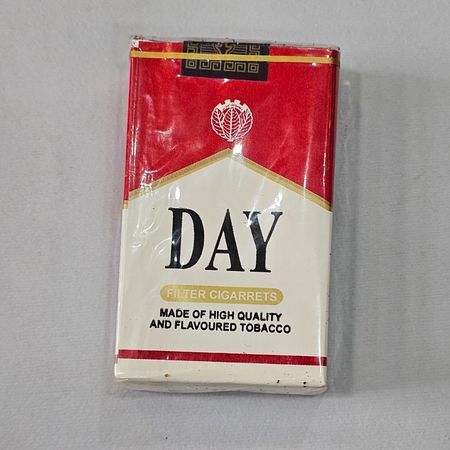 DAY
FILTER CIGARRETS
MADE OF HIGH QUALITY
AND FLAVOURED TOBACCO